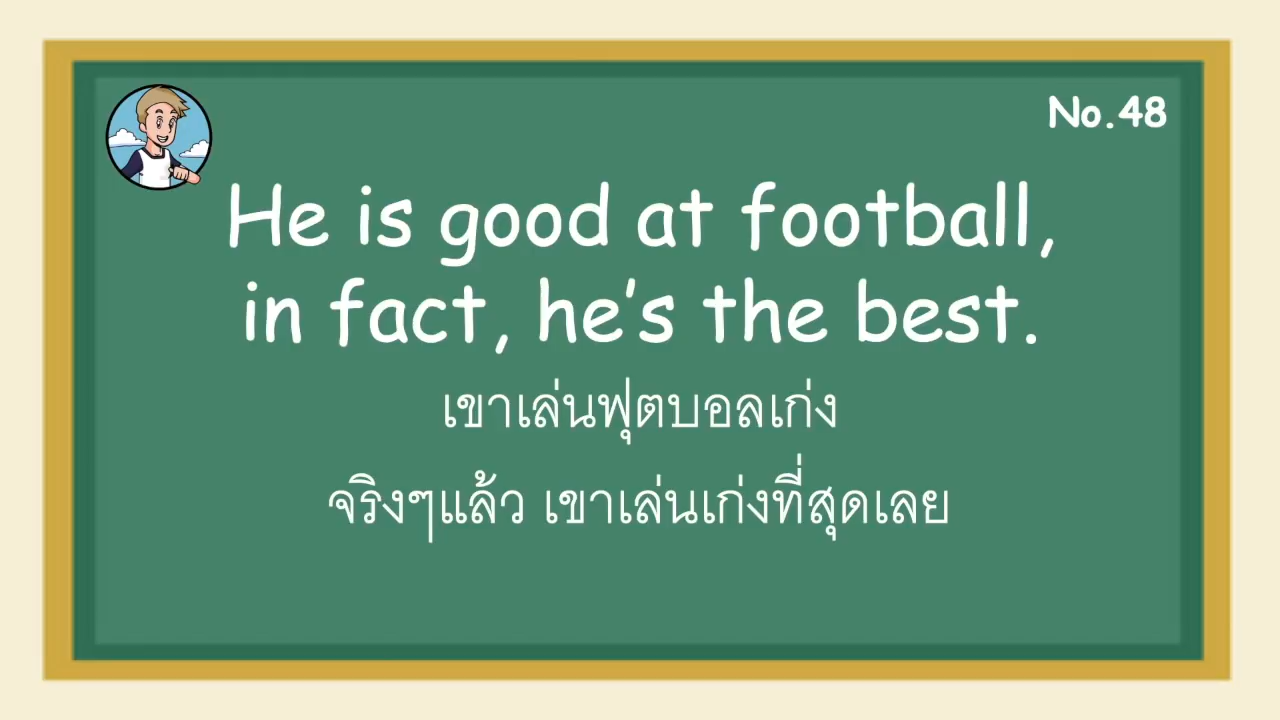 No.48
He is good at football,
in fact, he’s the best.
เขาเล่นฟุตบอลเก่ง
จริงๆแล้ว เขาเล่นเก่งที่สุดเลย